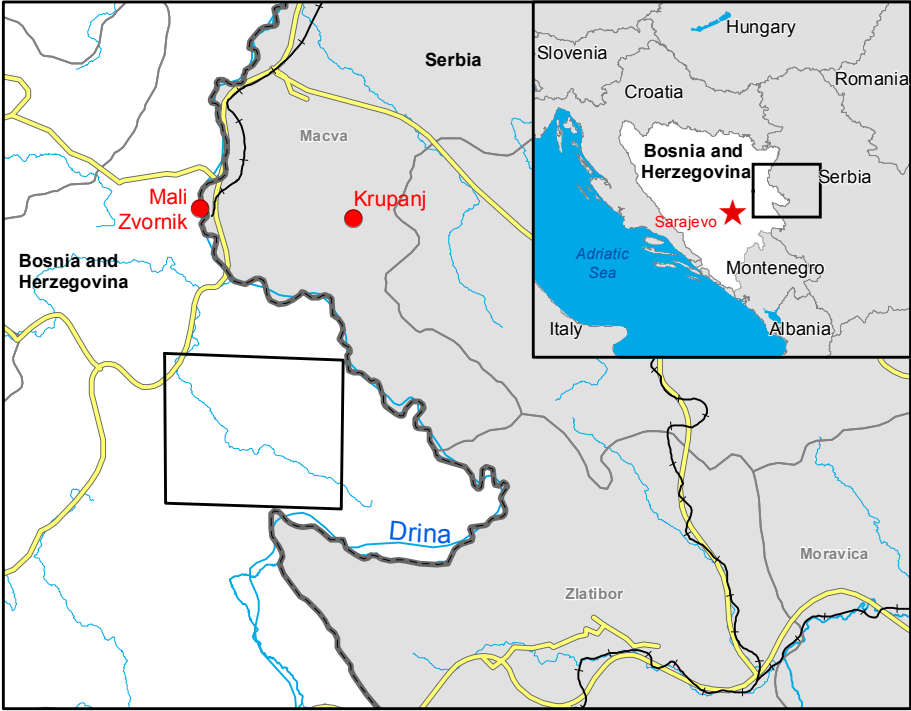 Serbia
Macva
Mali
Zvornik
Krupanj
Bosnia and
Herzegovina
Drina
Moravica
Zlatibor
Hungary
Slovenia
Romania
Croatia
Bosnia and
Herzegovina
Serbia
Sarajevo
Adriatic
Sea
Montenegro
Italy
Albania